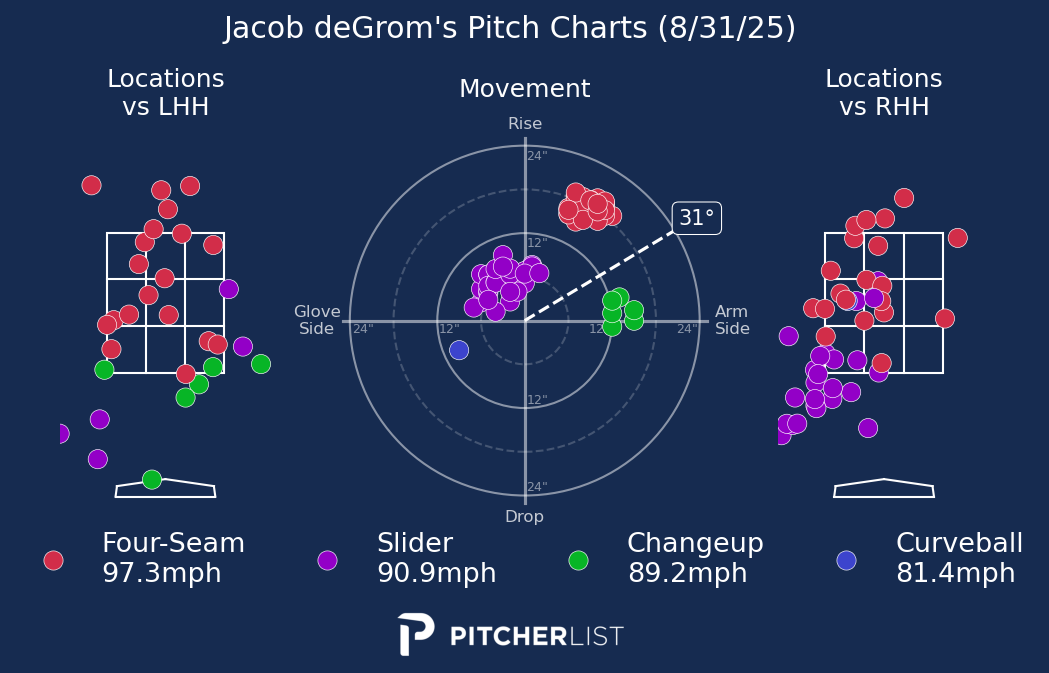 Jacob deGrom's Pitch Charts (8/31/25)
Locations
vs LHH
Movement
Locations
vs RHH
Rise
24"
12"
31°
Glove
Side
24"
12"
12"
24"
Arm
Side
12"
24"
Drop
Four-Seam
97.3mph
Slider
90.9mph
Changeup
89.2mph
Curveball
81.4mph
PITCHERLIST